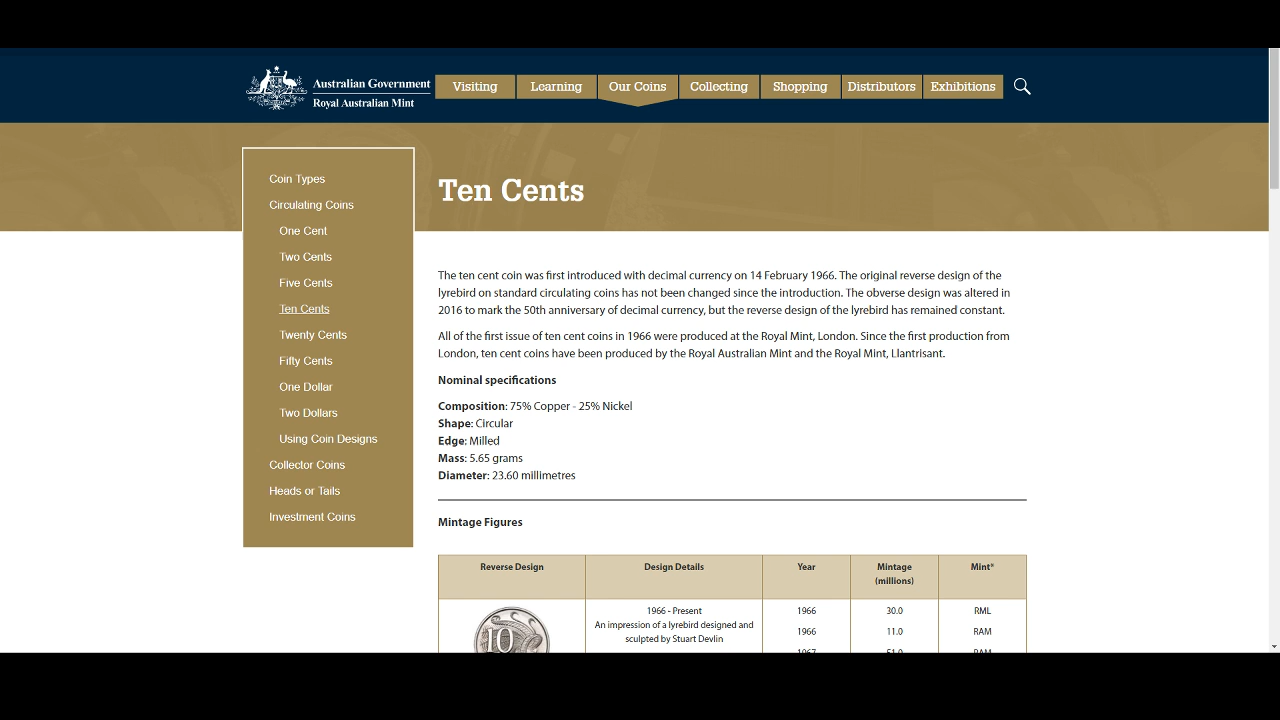 Australian Government
Royal Australian Mint
Visiting
Learning
Our Coins
Collecting
Shopping
Distributors
Exhibitions
Coin Types
Circulating Coins
One Cent
Two Cents
Five Cents
Ten Cents
Twenty Cents
Fifty Cents
One Dollar
Two Dollars
Using Coin Designs
Collector Coins
Heads or Tails
Investment Coins
Ten Cents
The ten cent coin was first introduced with decimal currency on 14 February 1966. The original reverse design of the
lyrebird on standard circulating coins has not been changed since the introduction. The obverse design was altered in
2016 to mark the 50th anniversary of decimal currency, but the reverse design of the lyrebird has remained constant.
All of the first issue of ten cent coins in 1966 were produced at the Royal Mint, London. Since the first production from
London, ten cent coins have been produced by the Royal Australian Mint and the Royal Mint, Llantrisant.
Nominal specifications
Composition: 75% Copper - 25% Nickel
Shape: Circular
Edge: Milled
Mass: 5.65 grams
Diameter: 23.60 millimetres
Mintage Figures
Reverse Design
Design Details
Year
Mintage
(millions)
Mint*
10
1966 - Present
An impression of a lyrebird designed and
sculpted by Stuart Devlin
1966 30.0 RML
1966 11.0 RAM
1967 51.0 RAM